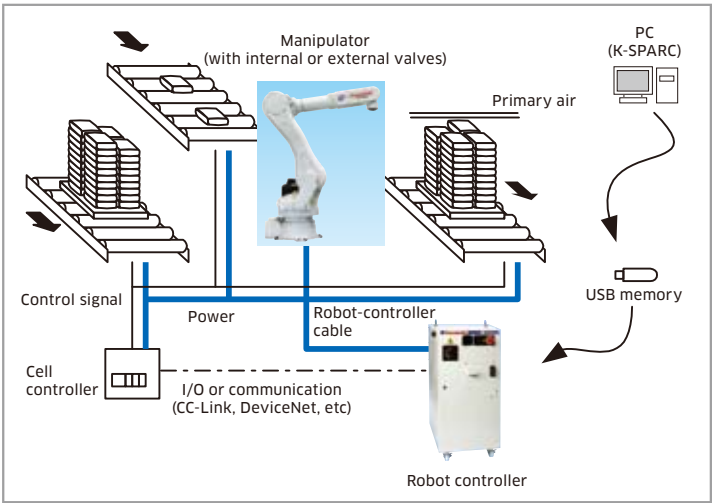 Manipulator
(with internal or external valves)
PC
(K-SPARC)
Primary air
USB memory
Control signal
Power
Robot-controller
cable
Cell
controller
I/O or communication
(CC-Link, DeviceNet, etc)
Robot controller